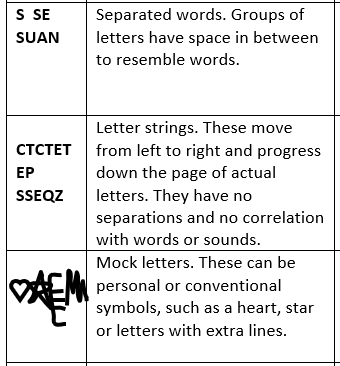 S  SE
SUAN
Separated words. Groups of
letters have space in between
to resemble words.
CTCTET
EP
SSEQZ
Letter strings. These move
from left to right and progress
down the page of actual
letters. They have no
separations and no correlation
with words or sounds.
Mock letters. These can be
personal or conventional
symbols, such as a heart, star
or letters with extra lines.